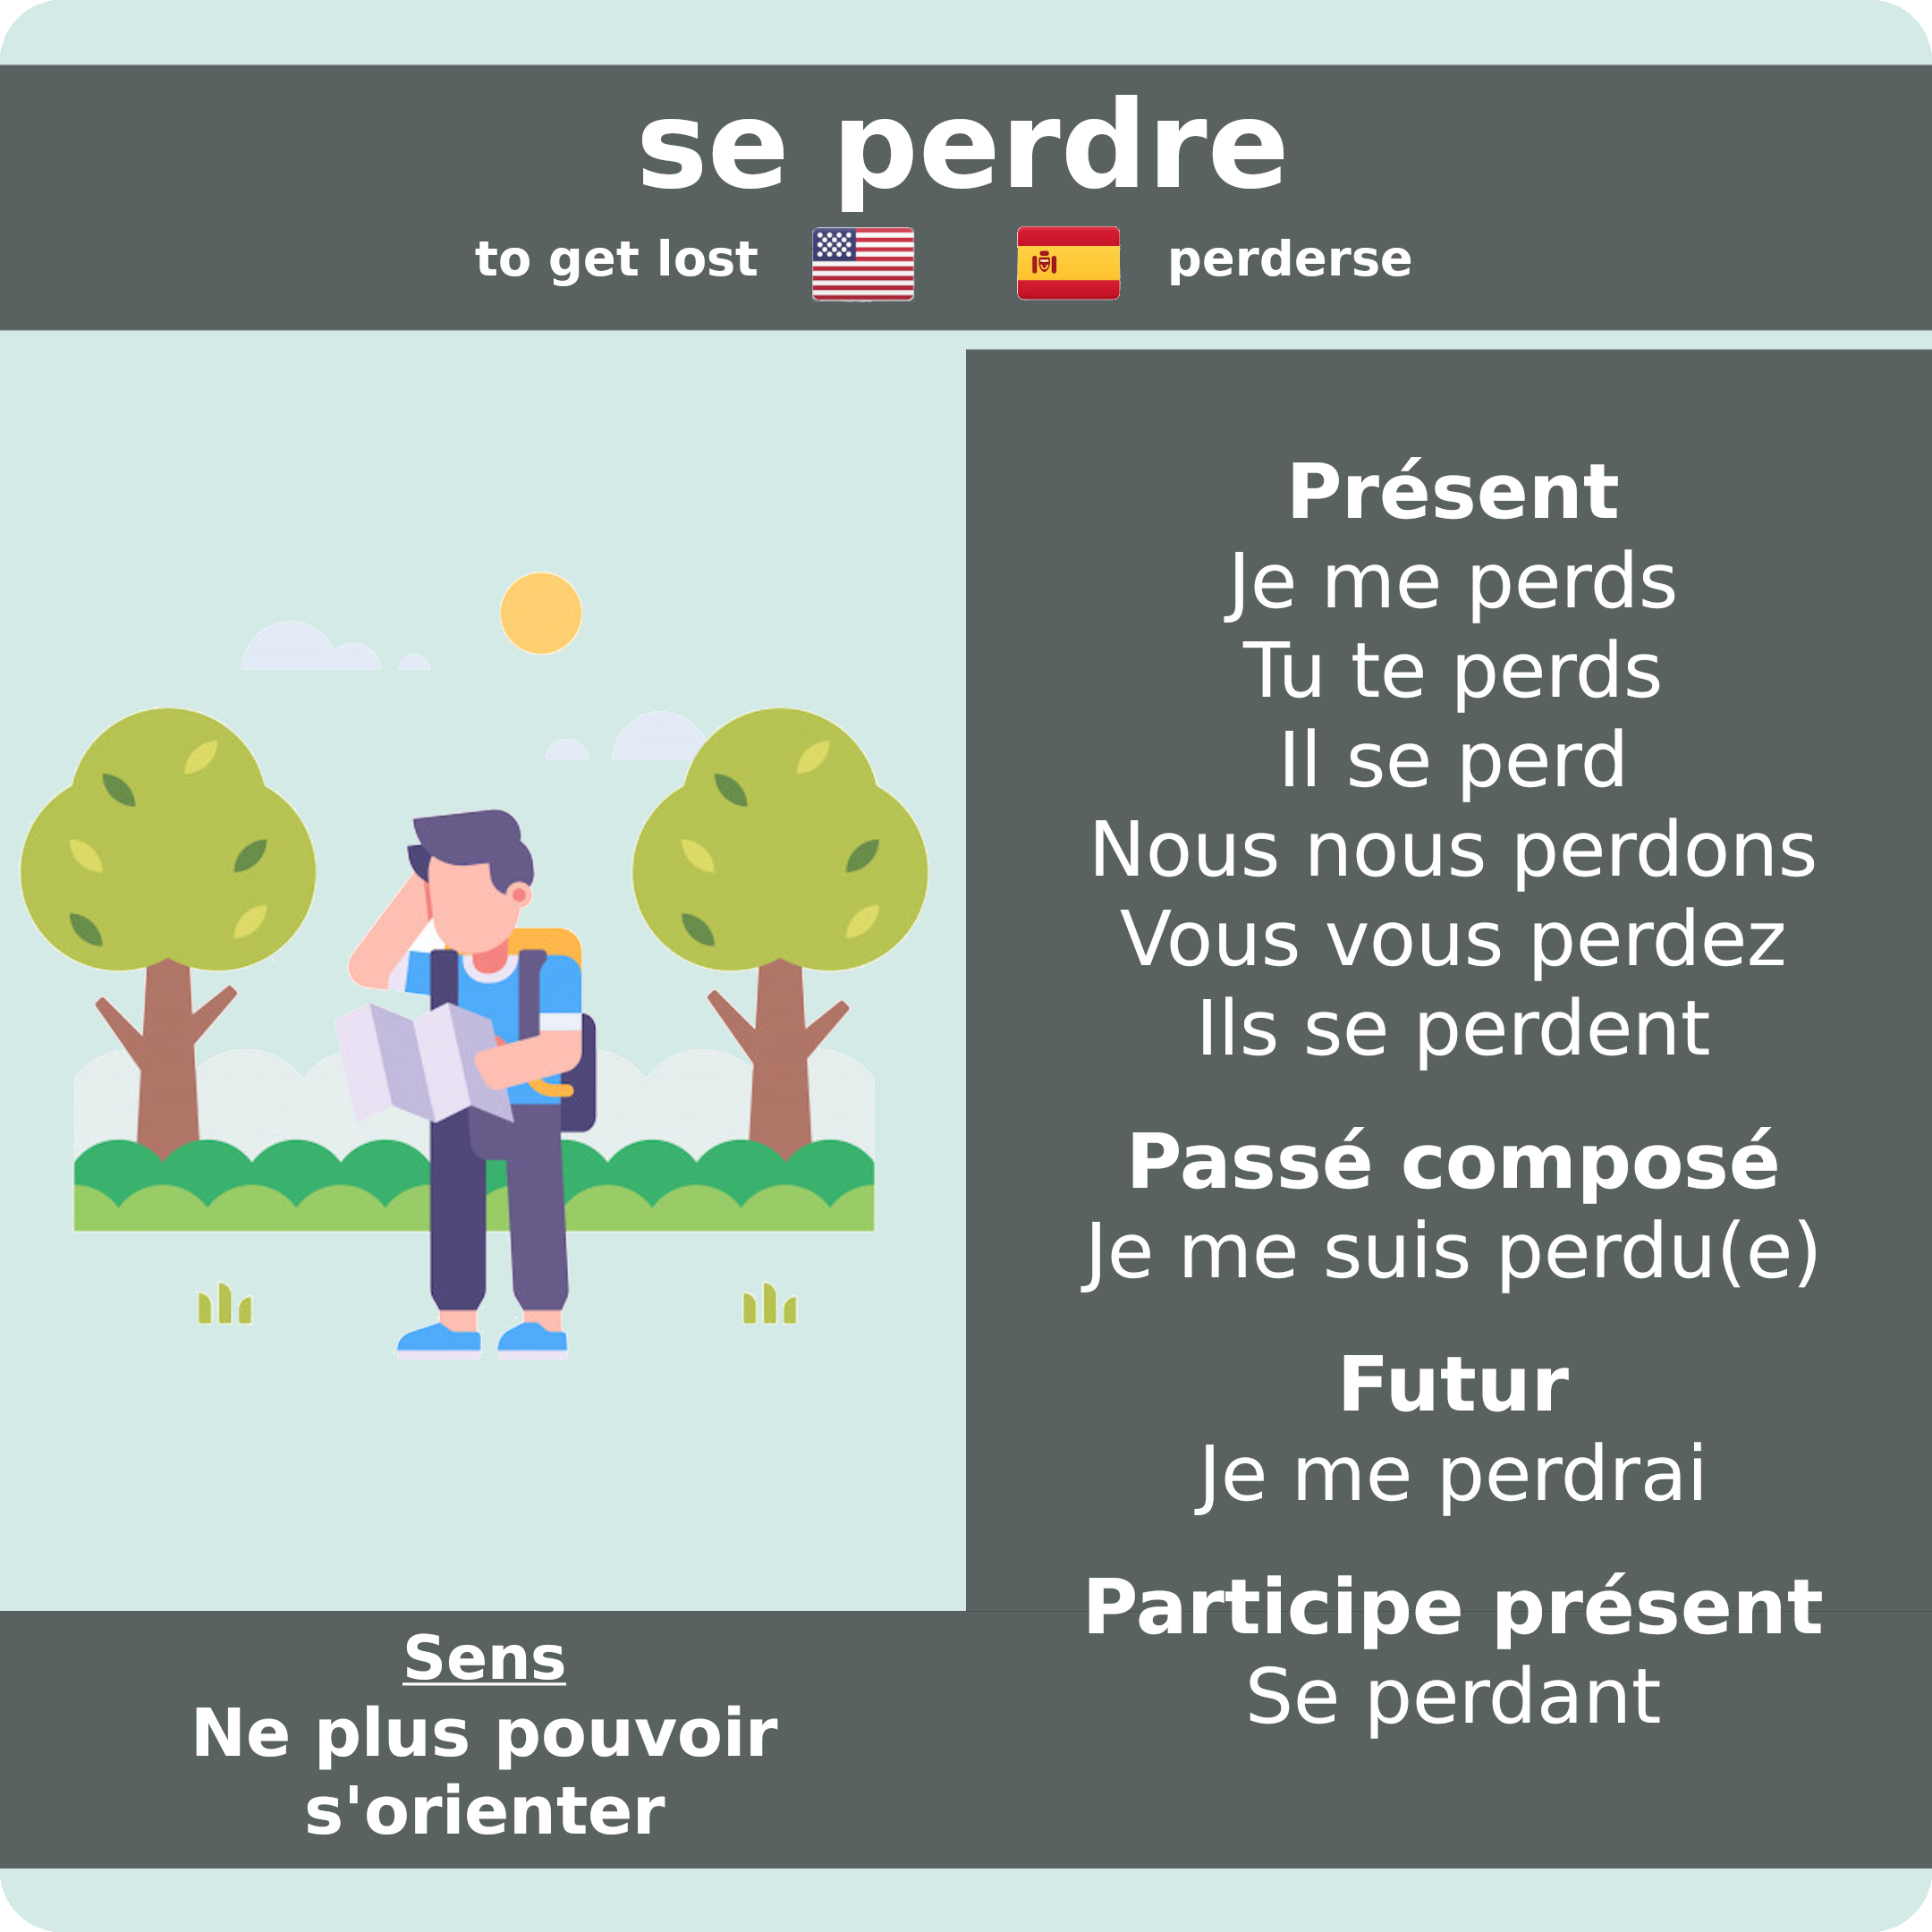 se perdre
to get lost perderse
Présent
Je me perds
Tu te perds
Il se perd
Nous nous perdons
Vous vous perdez
Ils se perdent
Passé composé
Je me suis perdu(e)
Futur
Je me perdrai
Participe présent
Se perdant
Sens
Ne plus pouvoir
s'orienter